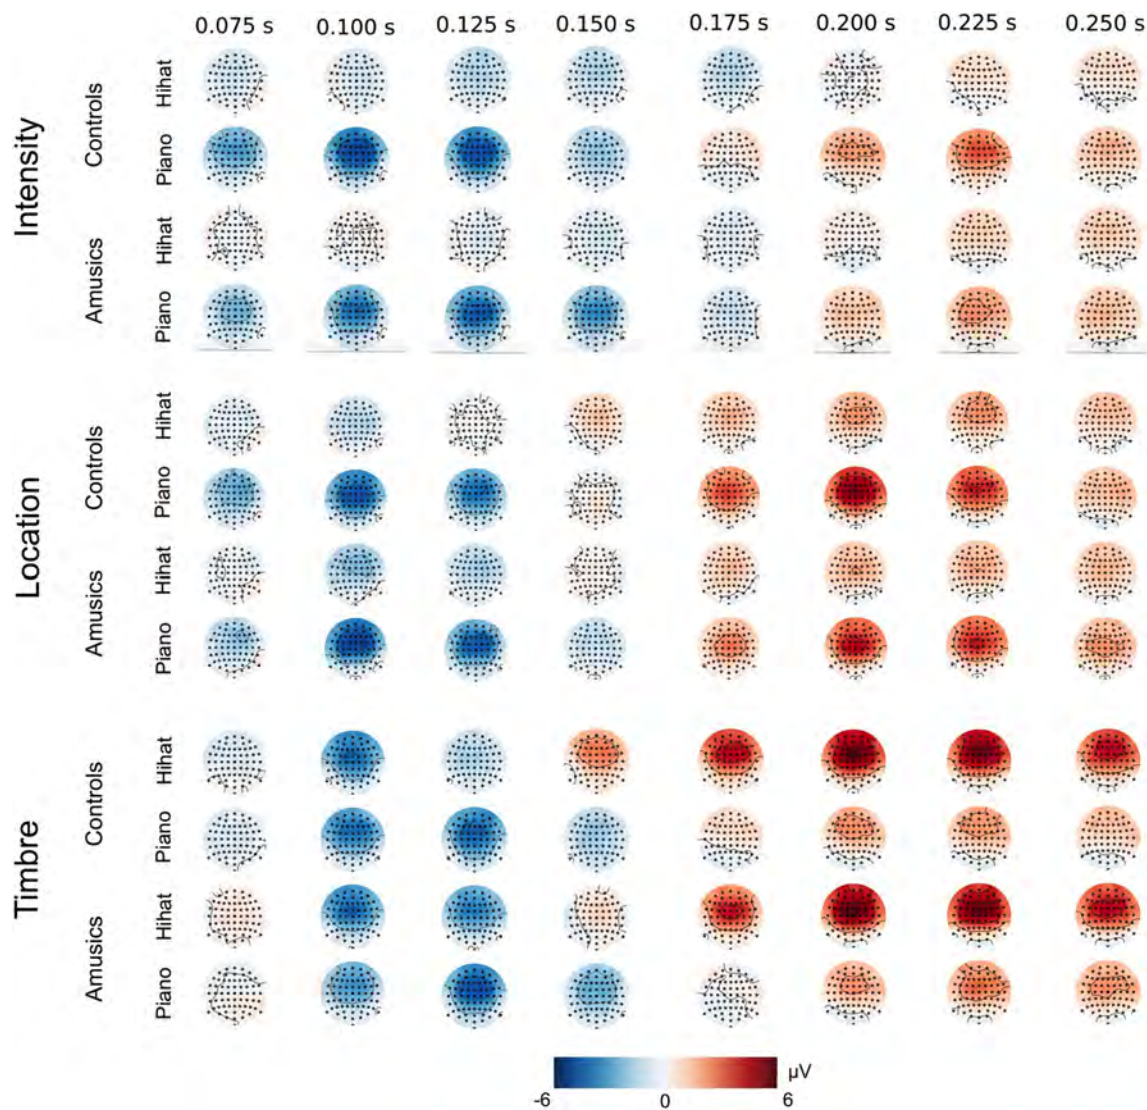 0.075 s 0.100 s 0.125 s 0.150 s 0.175 s 0.200 s 0.225 s 0.250 s
Intensity
Controls
Hihat
Piano
Amusics
Hihat
Piano
Location
Controls
Hihat
Piano
Amusics
Hihat
Piano
Timbre
Controls
Hihat
Piano
Amusics
Hihat
Piano
µV
-6 0 6